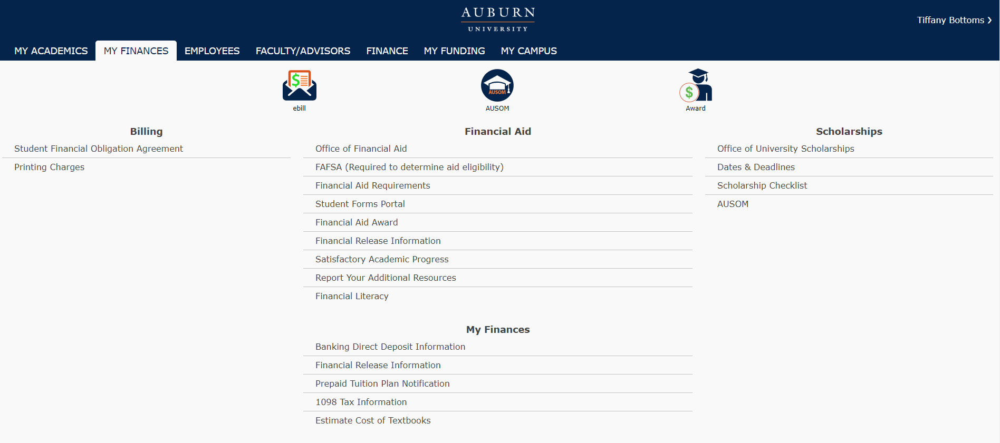 AUBURN
UNIVERSITY
Tiffany Bottoms ❯
MY ACADEMICS MY FINANCES EMPLOYEES FACULTY/ADVISORS FINANCE MY FUNDING MY CAMPUS
$
AUSOM
$
ebill AUSOM Award
Billing
Student Financial Obligation Agreement
Printing Charges
Financial Aid
Office of Financial Aid
FAFSA (Required to determine aid eligibility)
Financial Aid Requirements
Student Forms Portal
Financial Aid Award
Financial Release Information
Satisfactory Academic Progress
Report Your Additional Resources
Financial Literacy
My Finances
Banking Direct Deposit Information
Financial Release Information
Prepaid Tuition Plan Notification
1098 Tax Information
Estimate Cost of Textbooks
Scholarships
Office of University Scholarships
Dates & Deadlines
Scholarship Checklist
AUSOM